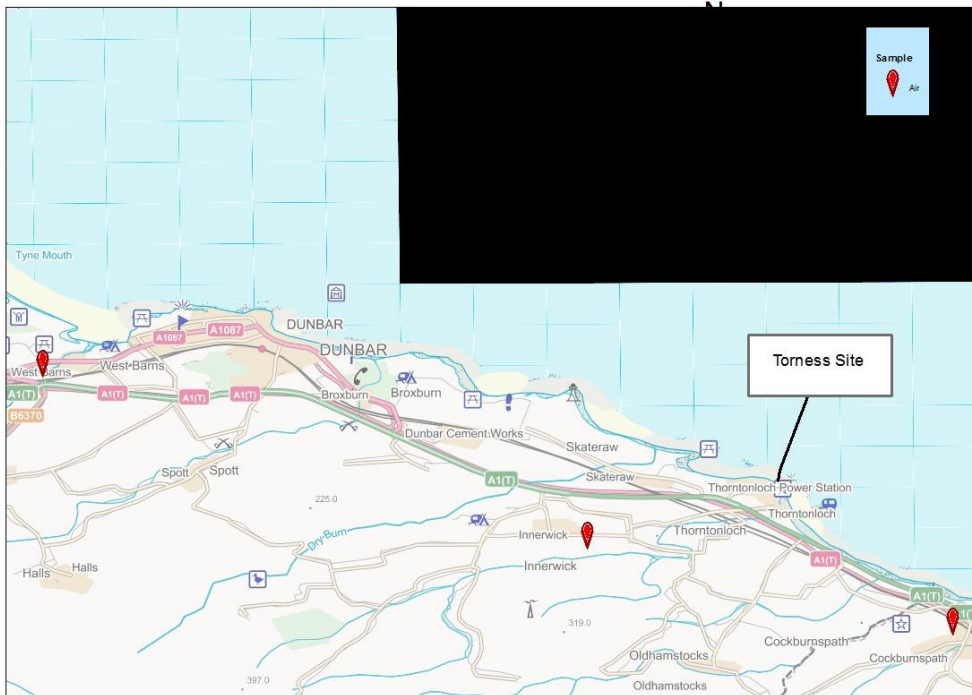 N
Sample
Air
Tyne Mouth
DUNBAR
A1087
A1087
DUNBAR
Torness Site
West Barns
West Barns
A1(T)
A1(T)
A1(T)
A1(T)
B6370
Broxburn
Broxburn
Dunbar Cement Works
Skateraw
Skateraw
Spott
Spott
A1(T)
Thorntonloch Power Station
225.0
Thorntonloch
Thorntonloch
Dry Burn
Innerwick
Innerwick
A1(T)
Halls
Halls
A1(T)
319.0
Cockburnspath
Oldhamstocks
Cockburnspath
397.0
Oldhamstocks